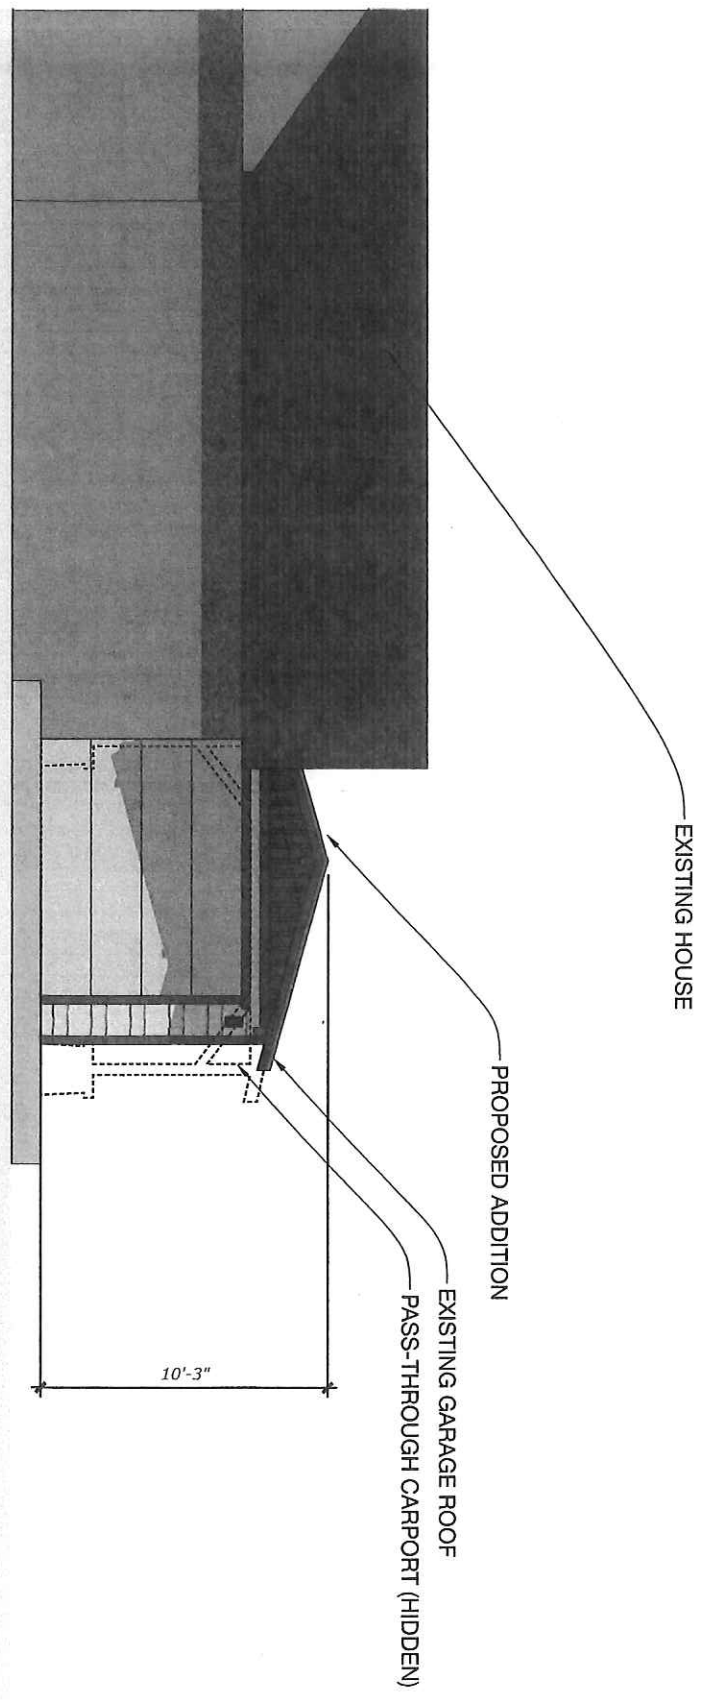 EXISTING HOUSE
PROPOSED ADDITION
EXISTING GARAGE ROOF
PASS-THROUGH CARPORT (HIDDEN)
10'-3"